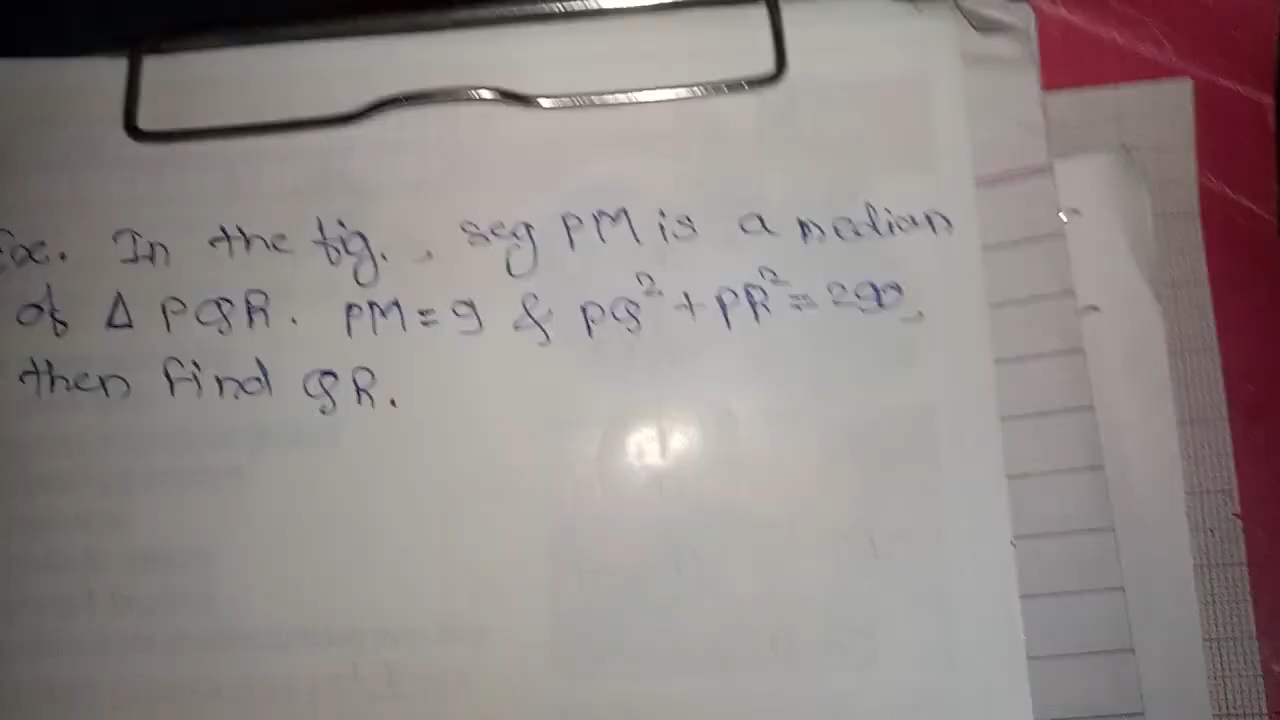 Ex. In the fig., seg PM is a median
of Δ PQR. PM = 9 & PQ² + PR² = 290,
then find QR.